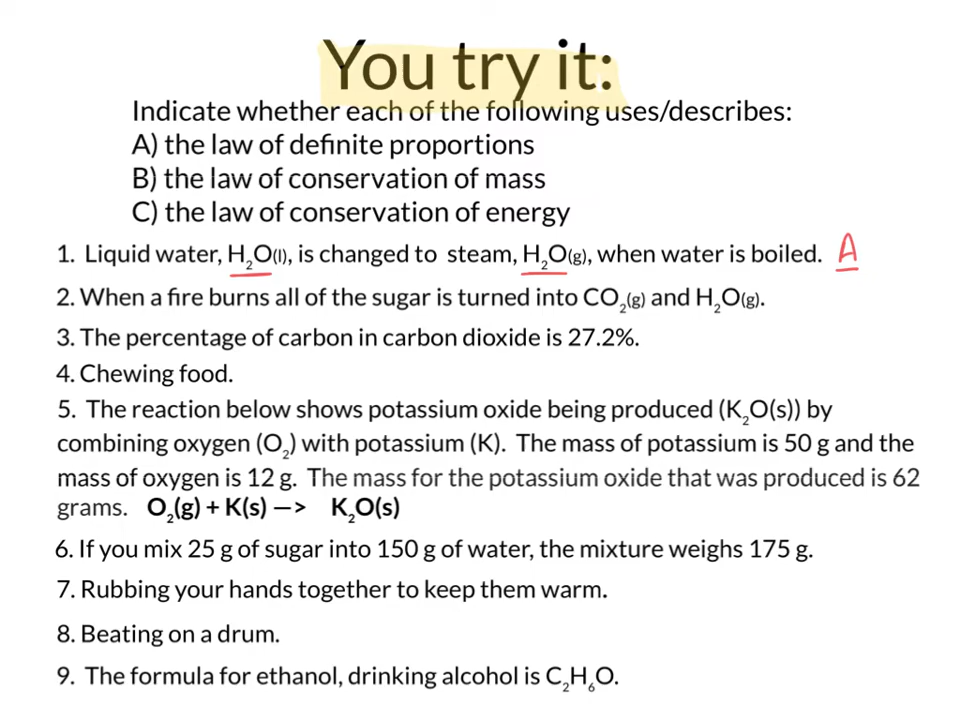 You try it:
Indicate whether each of the following uses/describes:
A) the law of definite proportions
B) the law of conservation of mass
C) the law of conservation of energy
1. Liquid water, H₂O(l), is changed to steam, H₂O(g), when water is boiled. A
2. When a fire burns all of the sugar is turned into CO₂(g) and H₂O(g).
3. The percentage of carbon in carbon dioxide is 27.2%.
4. Chewing food.
5. The reaction below shows potassium oxide being produced (K₂O(s)) by
combining oxygen (O₂) with potassium (K). The mass of potassium is 50 g and the
mass of oxygen is 12 g. The mass for the potassium oxide that was produced is 62
grams. O₂(g) + K(s) —> K₂O(s)
6. If you mix 25 g of sugar into 150 g of water, the mixture weighs 175 g.
7. Rubbing your hands together to keep them warm.
8. Beating on a drum.
9. The formula for ethanol, drinking alcohol is C₂H₆O.